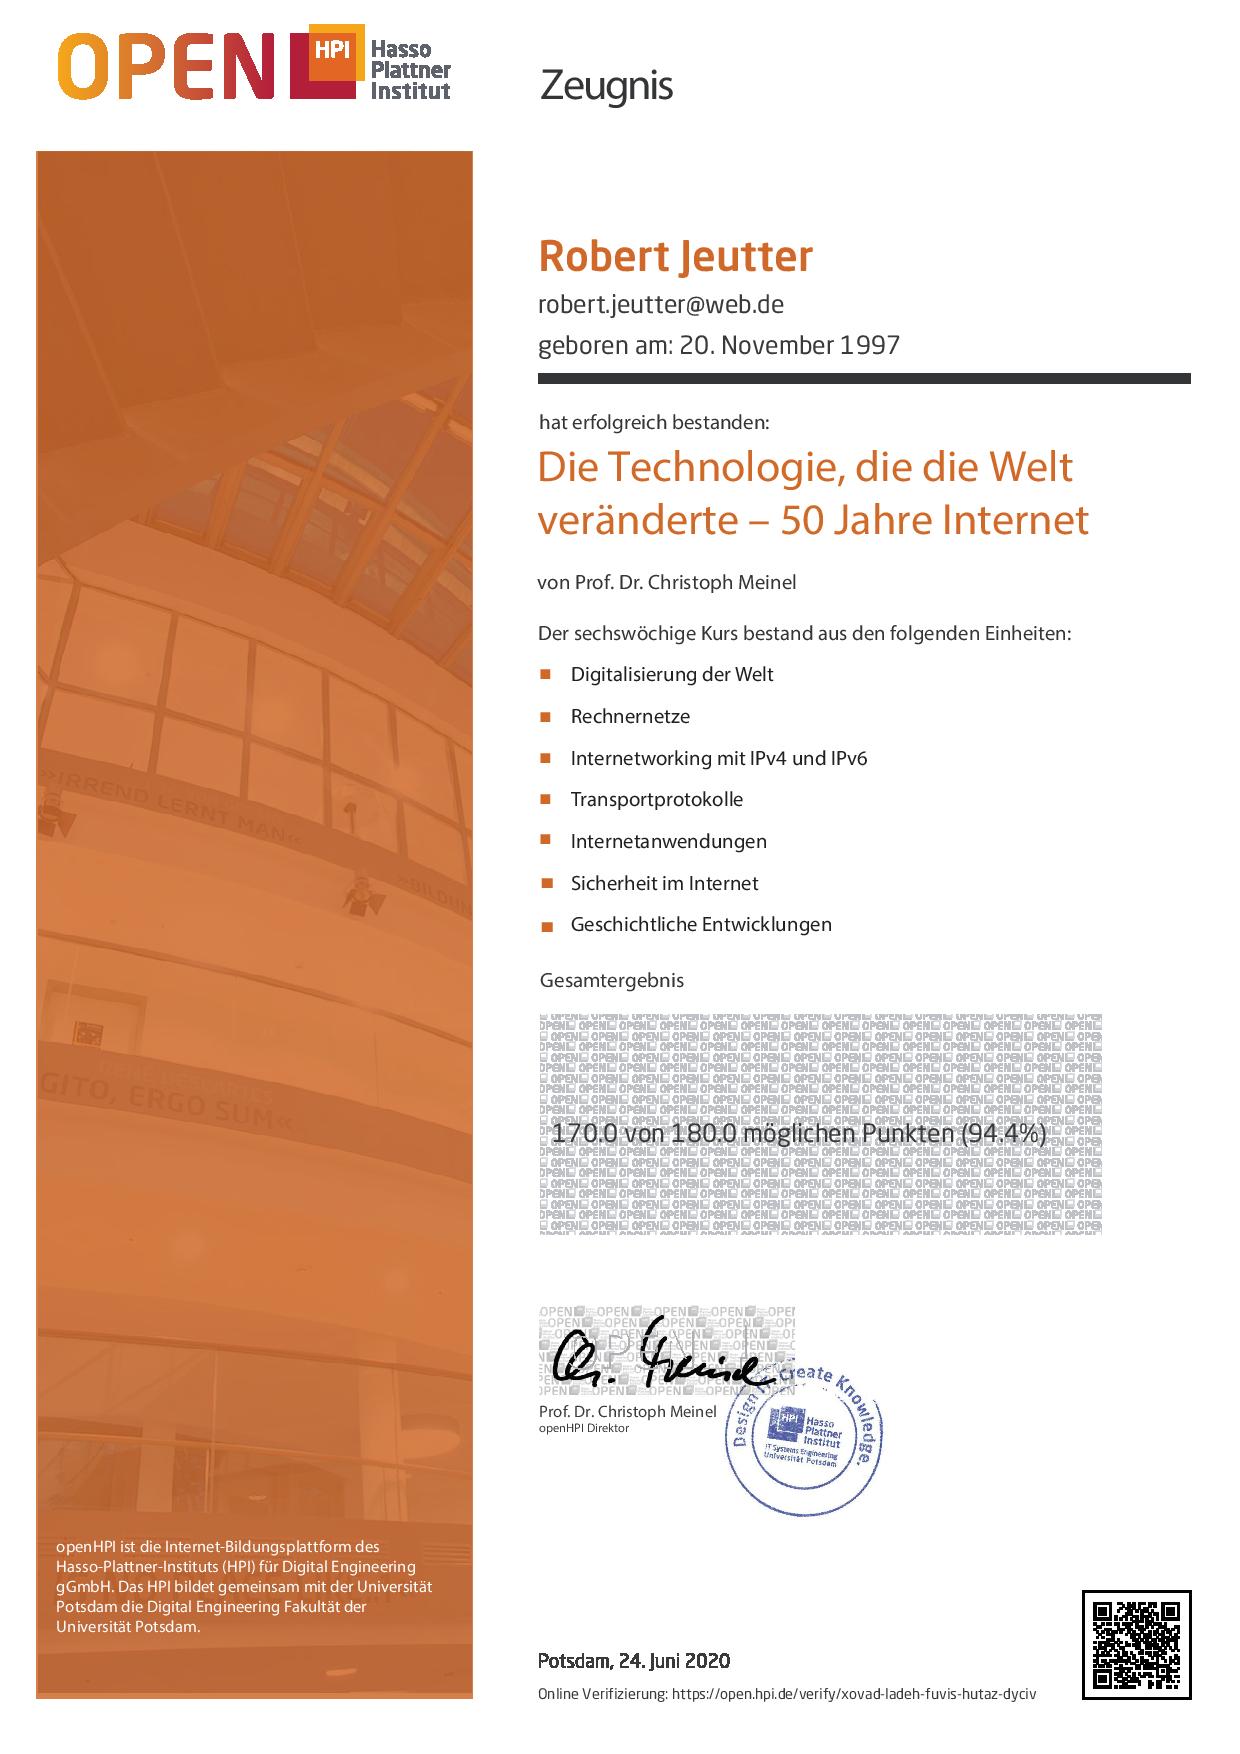 OPEN HPI Hasso
Plattner
Institut
Zeugnis
Robert Jeutter
robert.jeutter@web.de
geboren am: 20. November 1997
hat erfolgreich bestanden:
Die Technologie, die die Welt
veränderte – 50 Jahre Internet
von Prof. Dr. Christoph Meinel
Der sechswöchige Kurs bestand aus den folgenden Einheiten:
Digitalisierung der Welt
Rechnernetze
Internetworking mit IPv4 und IPv6
Transportprotokolle
Internetanwendungen
Sicherheit im Internet
Geschichtliche Entwicklungen
Gesamtergebnis
170.0 von 180.0 möglichen Punkten (94.4%)
Prof. Dr. Christoph Meinel
openHPI Direktor
Create Knowledge.
HPI Hasso
Plattner
Institut
IT Systems Engineering
Universität Potsdam
»IRREND LERNT MAN«
GITO, ERGO SUM«
openHPI ist die Internet-Bildungsplattform des
Hasso-Plattner-Instituts (HPI) für Digital Engineering
gGmbH. Das HPI bildet gemeinsam mit der Universität
Potsdam die Digital Engineering Fakultät der
Universität Potsdam.
Potsdam, 24. Juni 2020
Online Verifizierung: https://open.hpi.de/verify/xovad-ladeh-fuvis-hutaz-dyciv